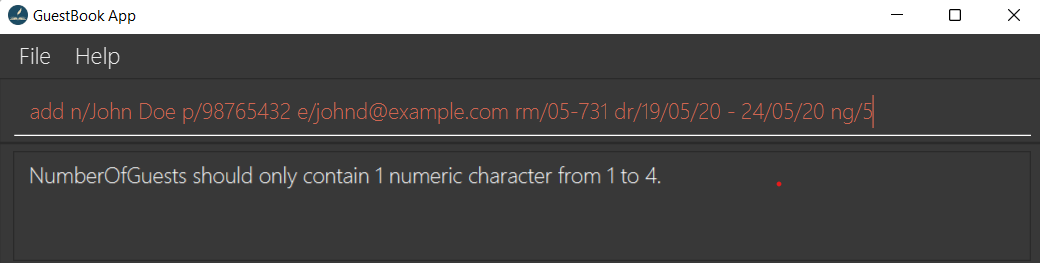 GuestBook App
File Help
add n/John Doe p/98765432 e/johnd@example.com rm/05-731 dr/19/05/20 - 24/05/20 ng/5
NumberOfGuests should only contain 1 numeric character from 1 to 4.